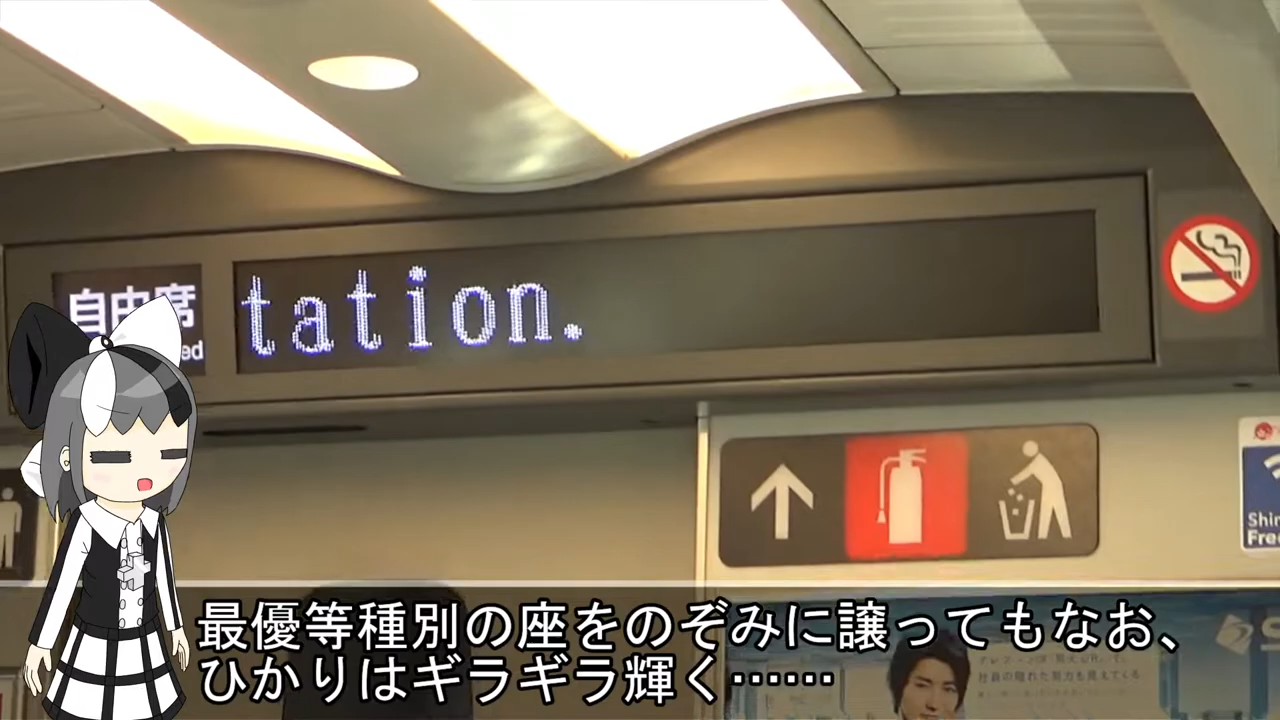 自由席
tation.
Shin
Free
最優等種別の座をのぞみに譲ってもなお、
ひかりはギラギラ輝く……